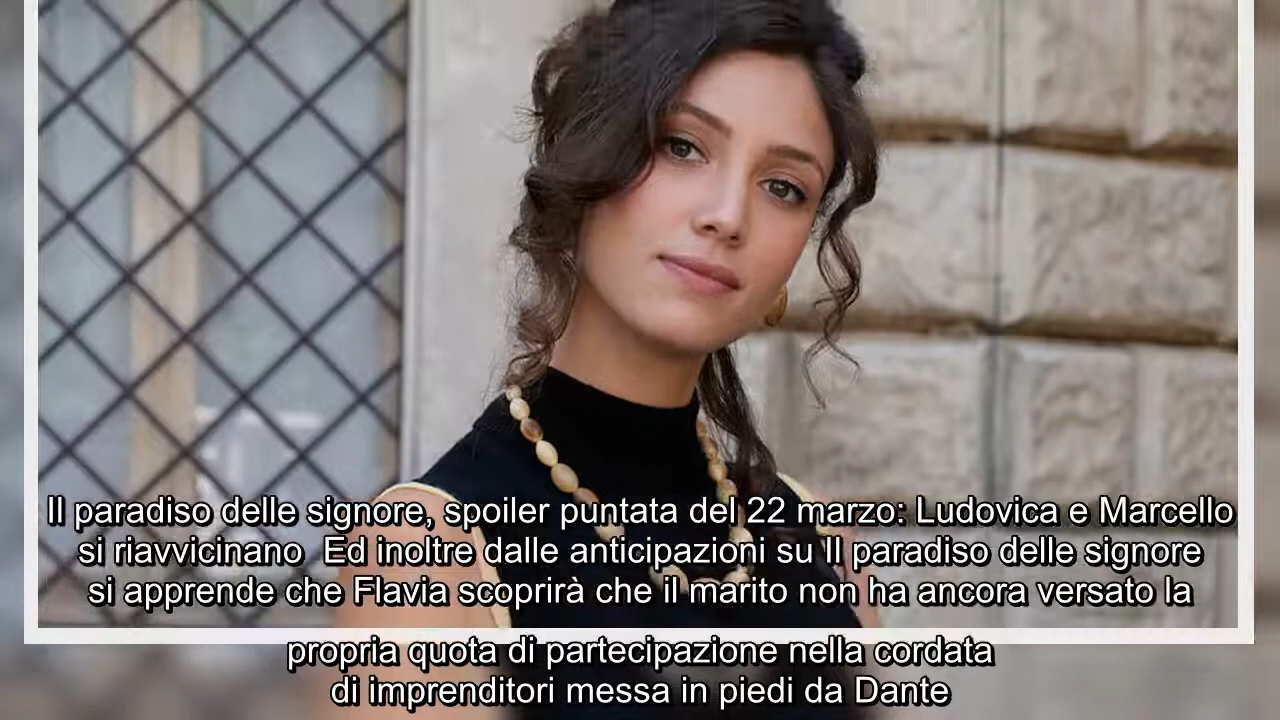 Il paradiso delle signore, spoiler puntata del 22 marzo: Ludovica e Marcello
si riavvicinano  Ed inoltre dalle anticipazioni su Il paradiso delle signore
si apprende che Flavia scoprirà che il marito non ha ancora versato la
propria quota di partecipazione nella cordata
di imprenditori messa in piedi da Dante